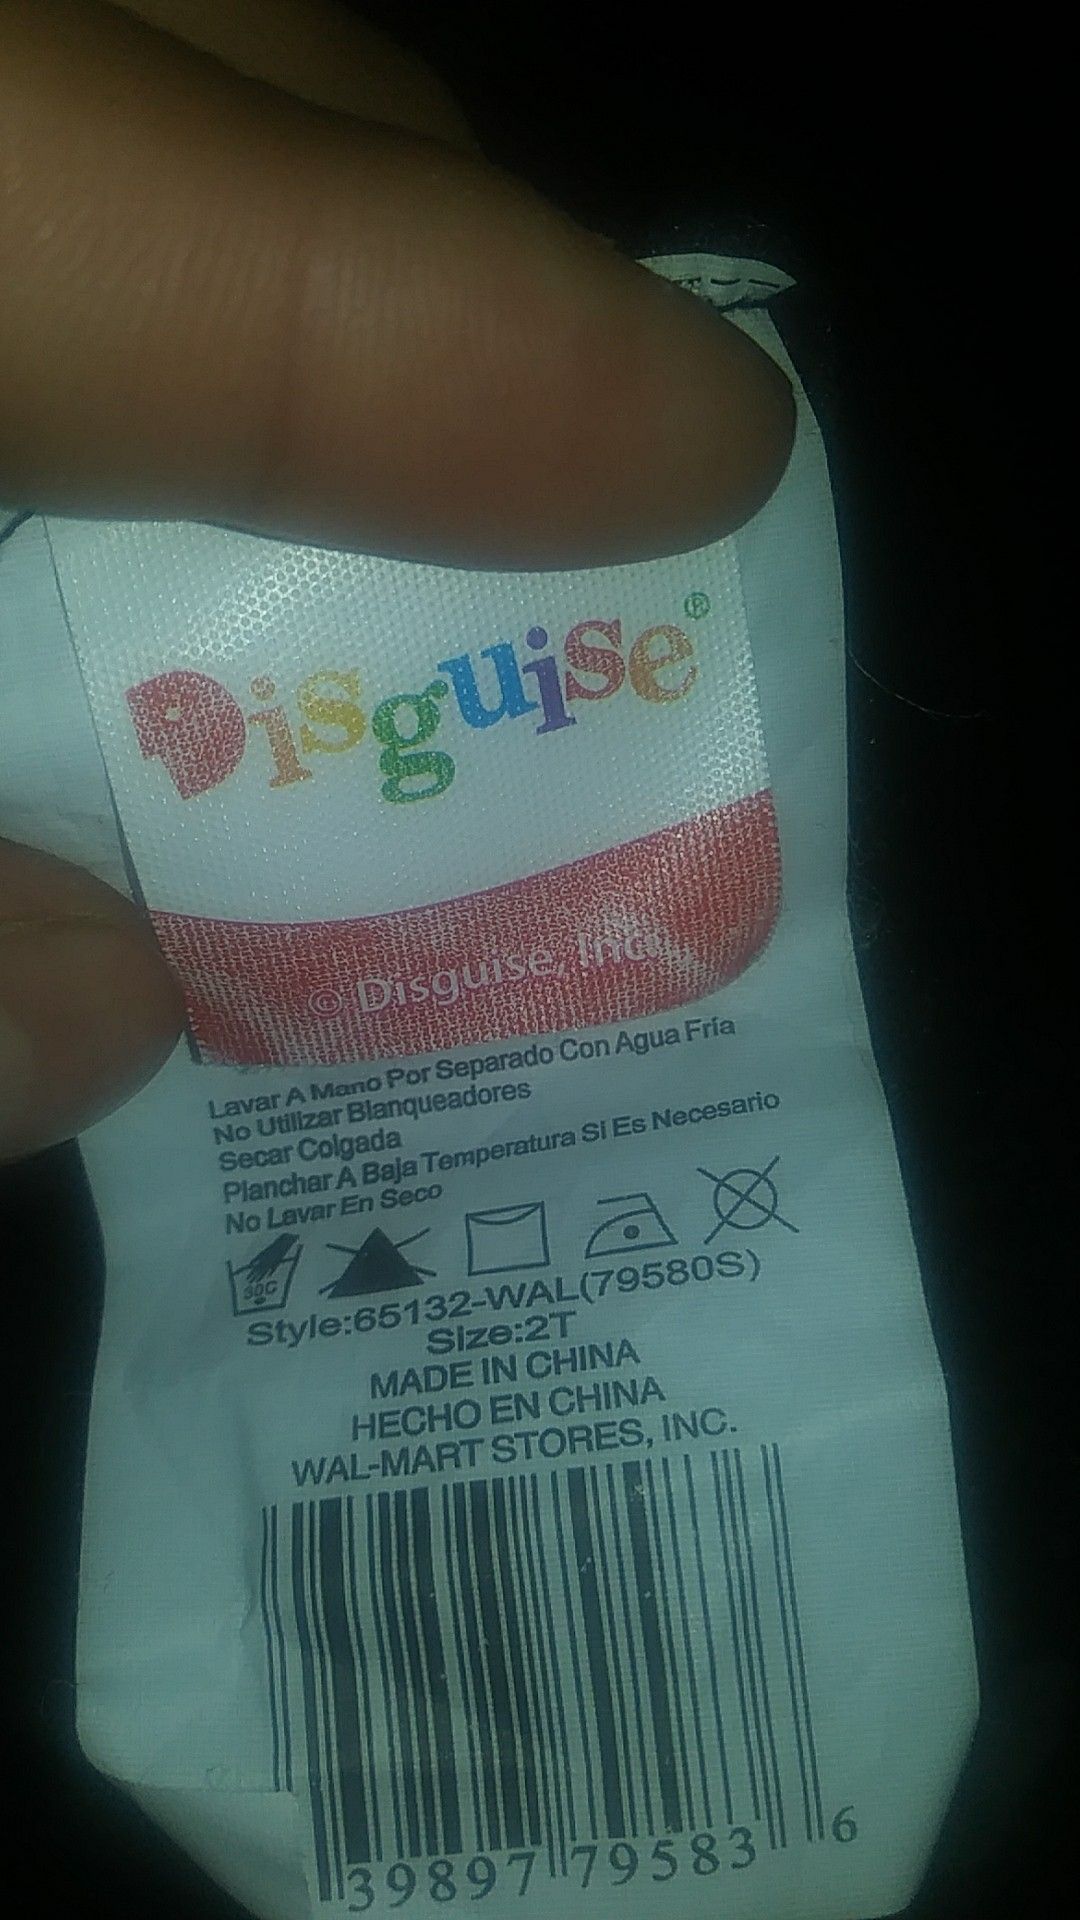 Disguise®
© Disguise, Inc.
Lavar A Mano Por Separado Con Agua Fría
No Utilizar Blanqueadores
Secar Colgada
Planchar A Baja Temperatura Si Es Necesario
No Lavar En Seco
30C
Style:65132-WAL(79580S)
Size:2T
MADE IN CHINA
HECHO EN CHINA
WAL-MART STORES, INC.
39897 79583 6